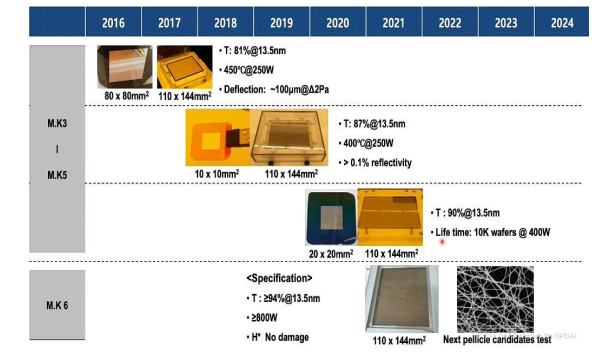 2016 2017 2018 2019 2020 2021 2022 2023 2024
• T: 81%@13.5nm
• 450℃@250W
• Deflection: ~100μm@Δ2Pa
80 x 80mm² 110 x 144mm²
M.K3
I
M.K5
• T: 87%@13.5nm
• 400℃@250W
• > 0.1% reflectivity
10 x 10mm² 110 x 144mm²
• T : 90%@13.5nm
• Life time: 10K wafers @ 400W
20 x 20mm² 110 x 144mm²
M.K 6
<Specification>
• T : ≥94%@13.5nm
• ≥800W
• H* No damage
110 x 144mm² Next pellicle candidates test